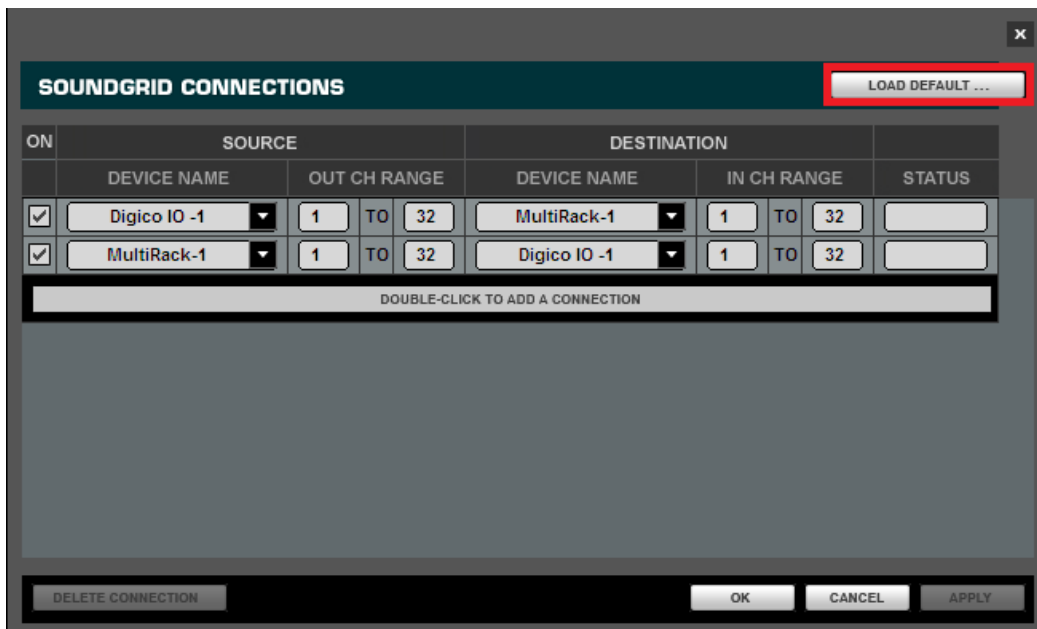 x
SOUNDGRID CONNECTIONS LOAD DEFAULT ...
ON SOURCE DESTINATION
DEVICE NAME OUT CH RANGE DEVICE NAME IN CH RANGE STATUS
Digico IO -1 1 TO 32 MultiRack-1 1 TO 32
MultiRack-1 1 TO 32 Digico IO -1 1 TO 32
DOUBLE-CLICK TO ADD A CONNECTION
DELETE CONNECTION OK CANCEL APPLY